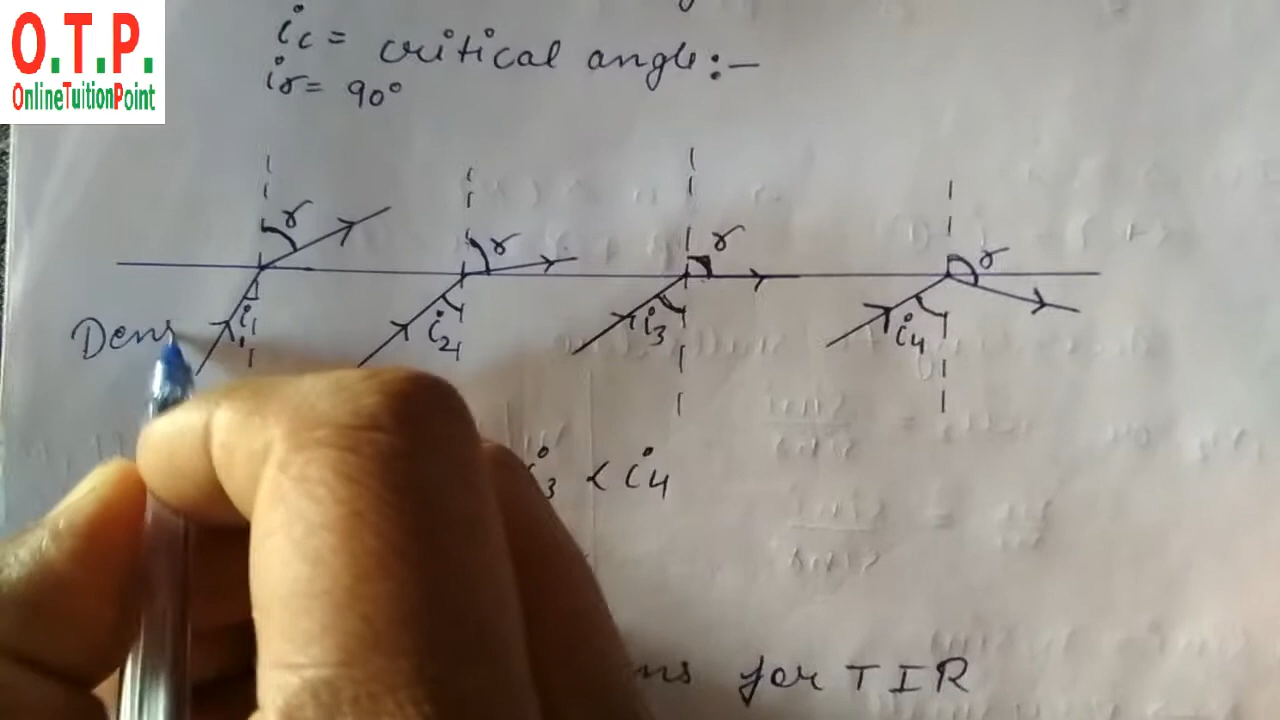 O.T.P.
OnlineTuitionPoint
ic = critical angle:-
ir = 90°
r r r r
i1 i2 i3 i4
Dens
i3 < i4
for TIR